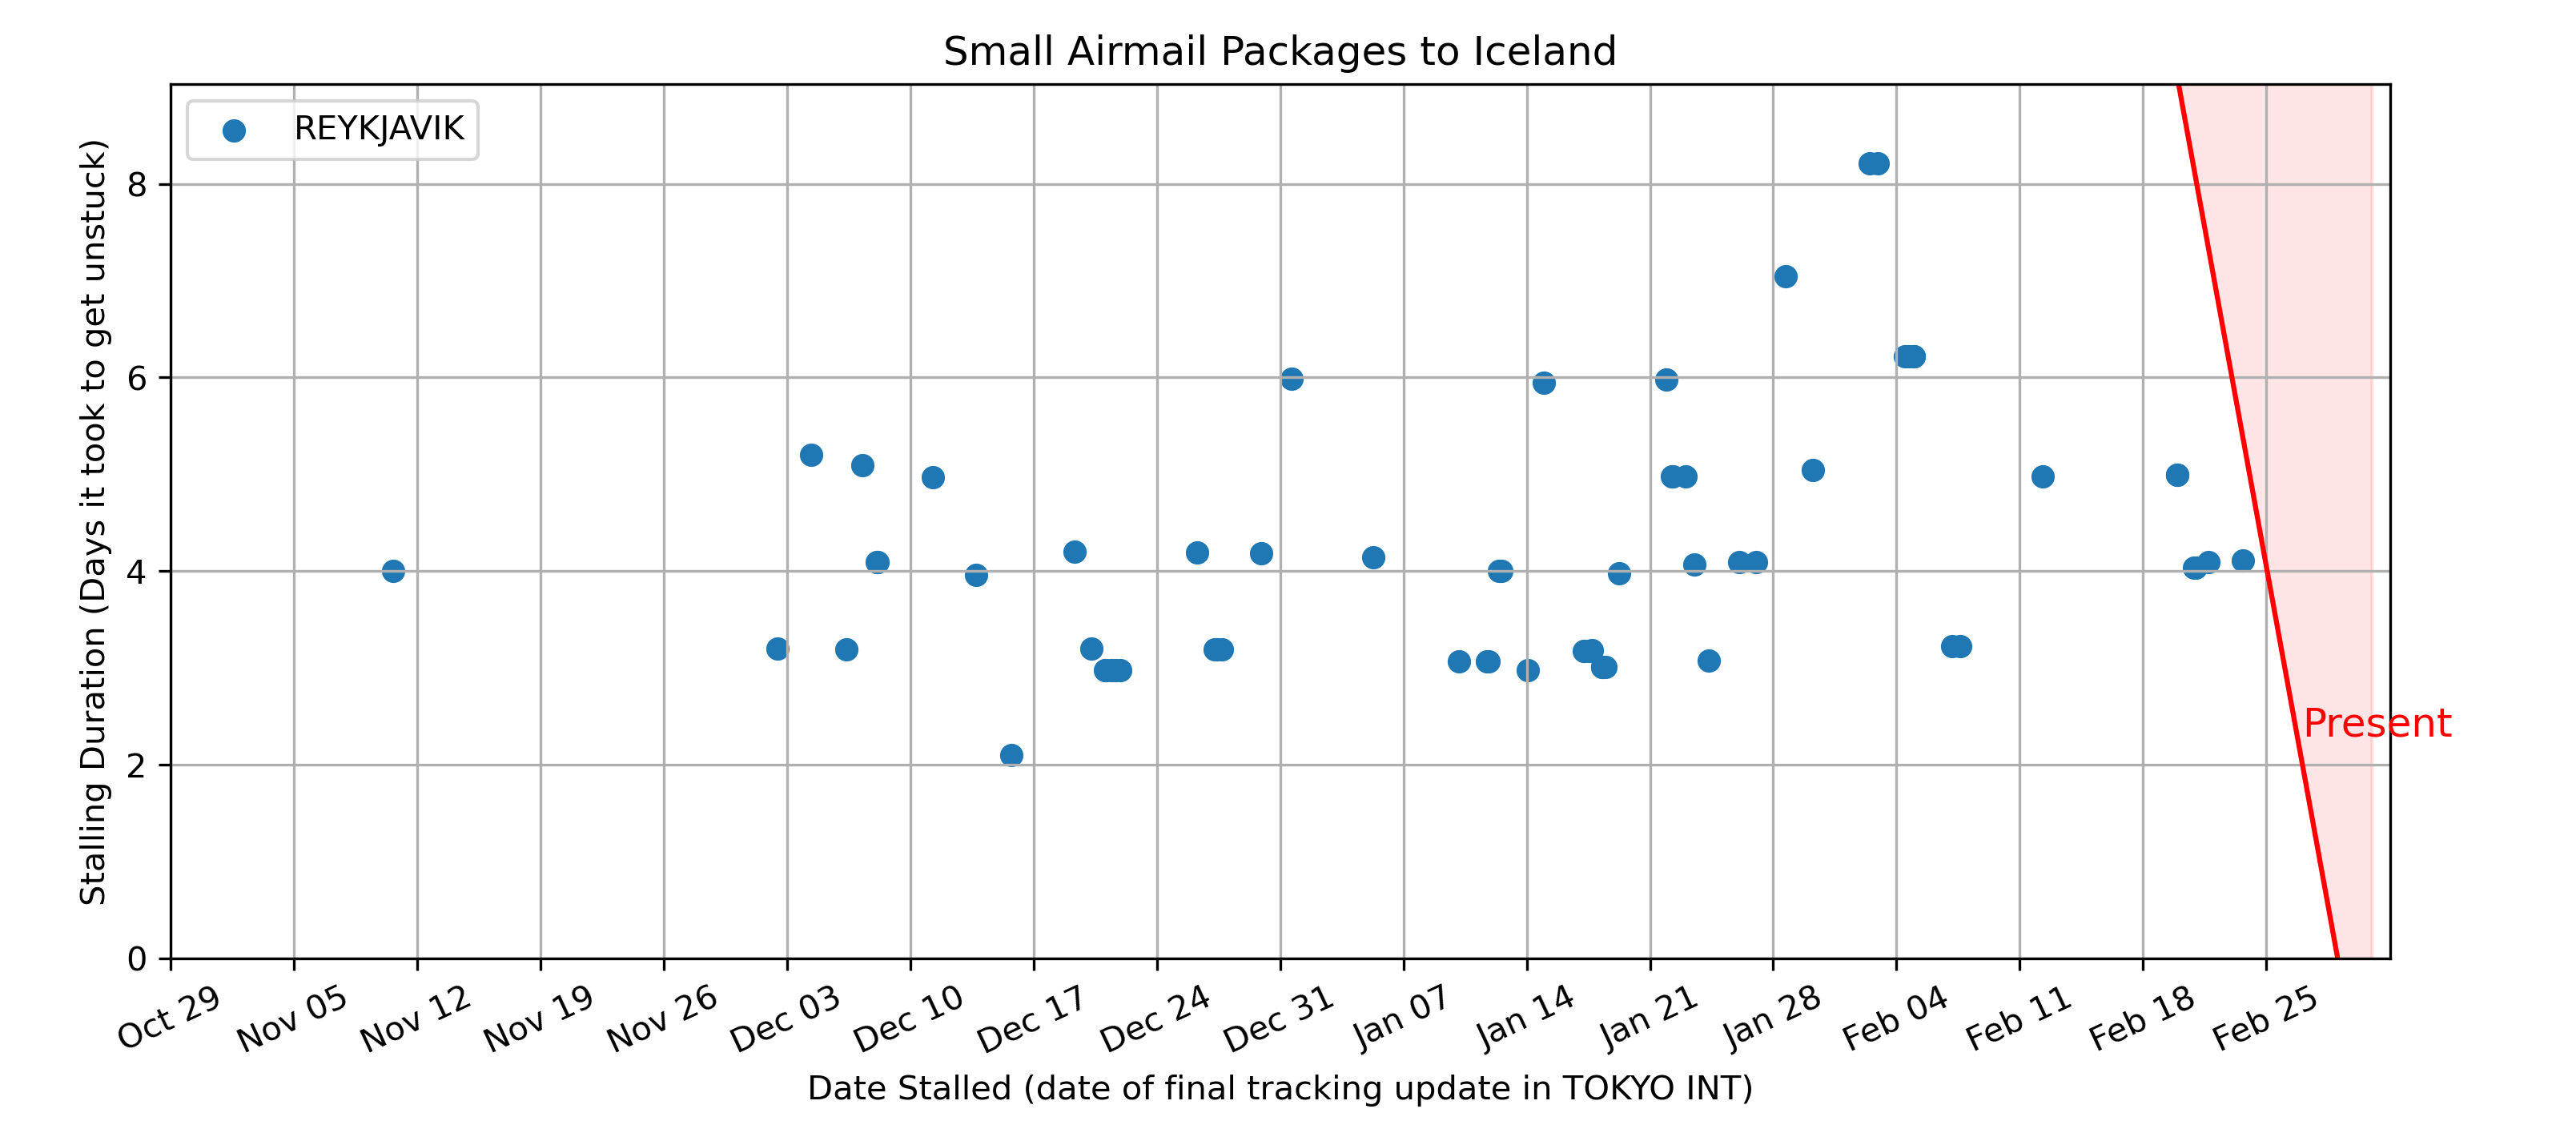 Small Airmail Packages to Iceland
REYKJAVIK
Stalling Duration (Days it took to get unstuck)
8
6
4
2
0
Present
Oct 29 Nov 05 Nov 12 Nov 19 Nov 26 Dec 03 Dec 10 Dec 17 Dec 24 Dec 31 Jan 07 Jan 14 Jan 21 Jan 28 Feb 04 Feb 11 Feb 18 Feb 25
Date Stalled (date of final tracking update in TOKYO INT)